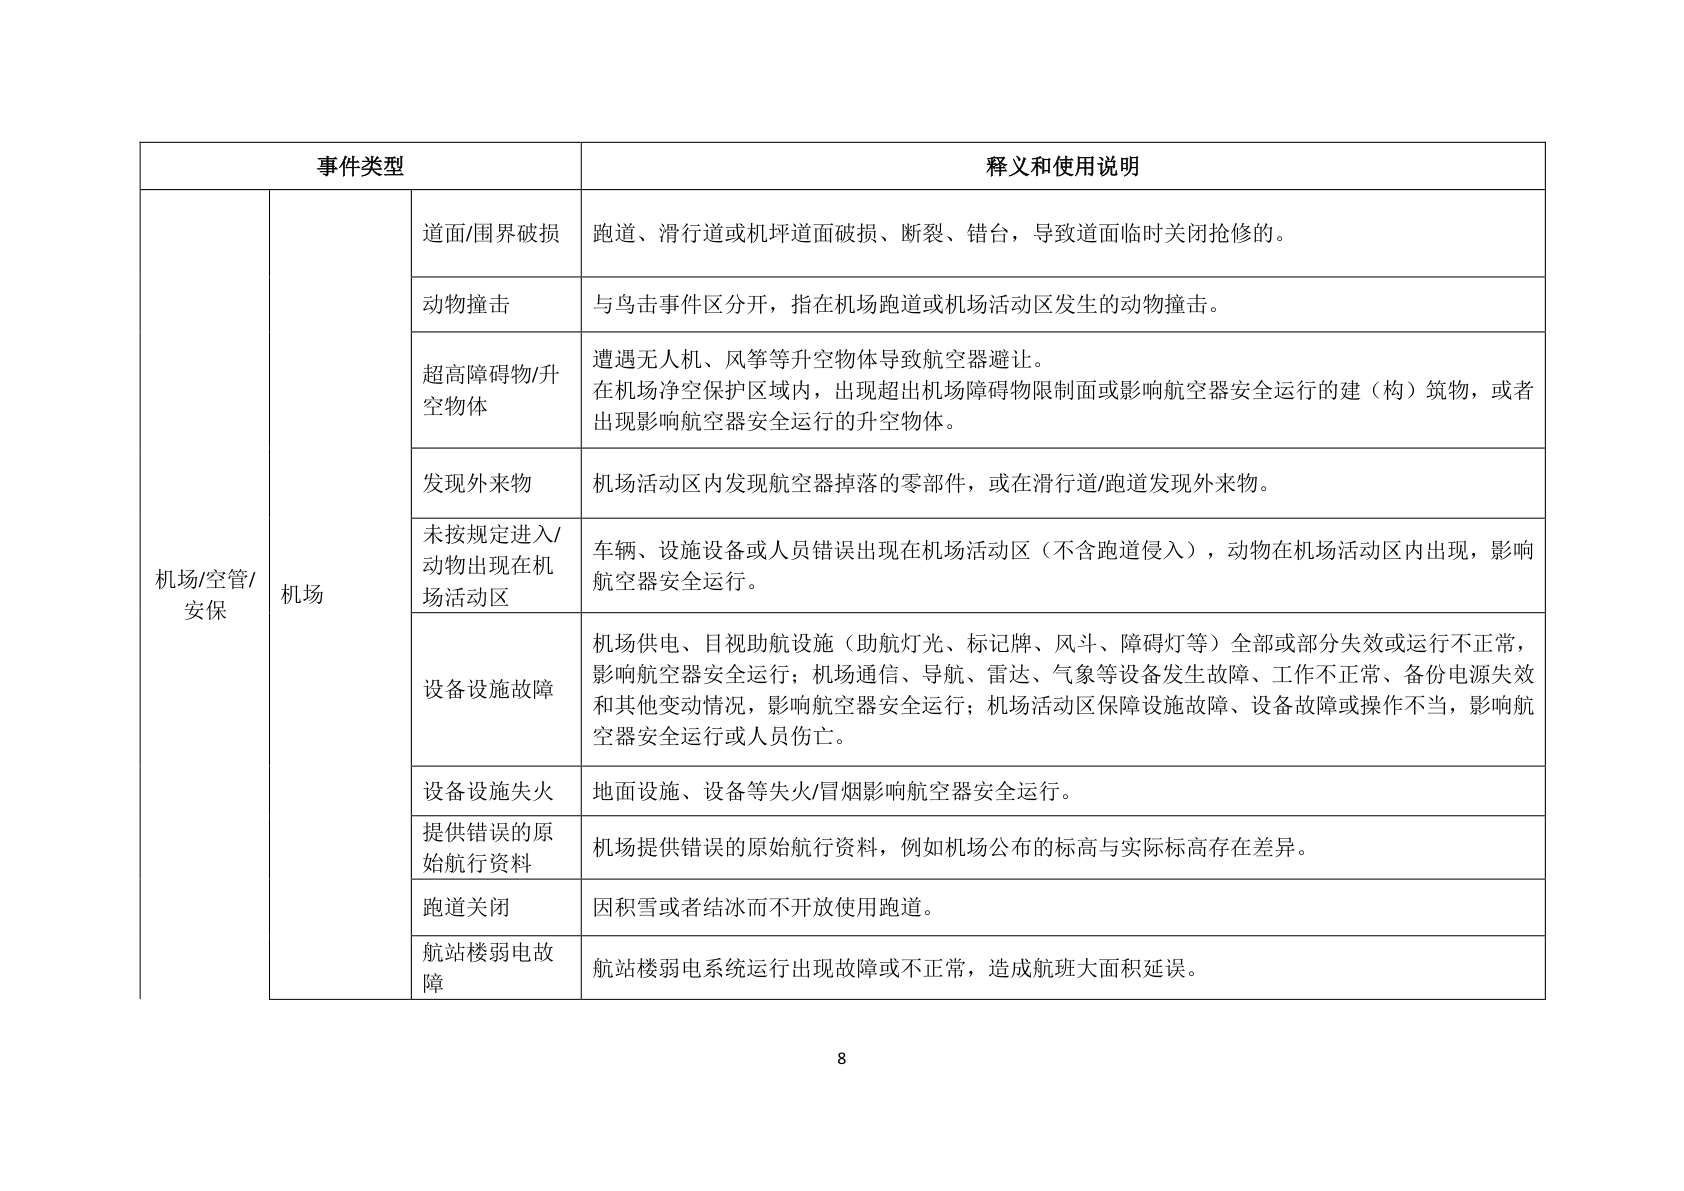 事件类型
释义和使用说明
机场/空管/
安保
机场
道面/围界破损
跑道、滑行道或机坪道面破损、断裂、错台，导致道面临时关闭抢修的。
动物撞击
与鸟击事件区分开，指在机场跑道或机场活动区发生的动物撞击。
超高障碍物/升
空物体
遭遇无人机、风筝等升空物体导致航空器避让。
在机场净空保护区域内，出现超出机场障碍物限制面或影响航空器安全运行的建（构）筑物，或者
出现影响航空器安全运行的升空物体。
发现外来物
机场活动区内发现航空器掉落的零部件，或在滑行道/跑道发现外来物。
未按规定进入/
动物出现在机
场活动区
车辆、设施设备或人员错误出现在机场活动区（不含跑道侵入），动物在机场活动区内出现，影响
航空器安全运行。
设备设施故障
机场供电、目视助航设施（助航灯光、标记牌、风斗、障碍灯等）全部或部分失效或运行不正常，
影响航空器安全运行；机场通信、导航、雷达、气象等设备发生故障、工作不正常、备份电源失效
和其他变动情况，影响航空器安全运行；机场活动区保障设施故障、设备故障或操作不当，影响航
空器安全运行或人员伤亡。
设备设施失火
地面设施、设备等失火/冒烟影响航空器安全运行。
提供错误的原
始航行资料
机场提供错误的原始航行资料，例如机场公布的标高与实际标高存在差异。
跑道关闭
因积雪或者结冰而不开放使用跑道。
航站楼弱电故
障
航站楼弱电系统运行出现故障或不正常，造成航班大面积延误。
8